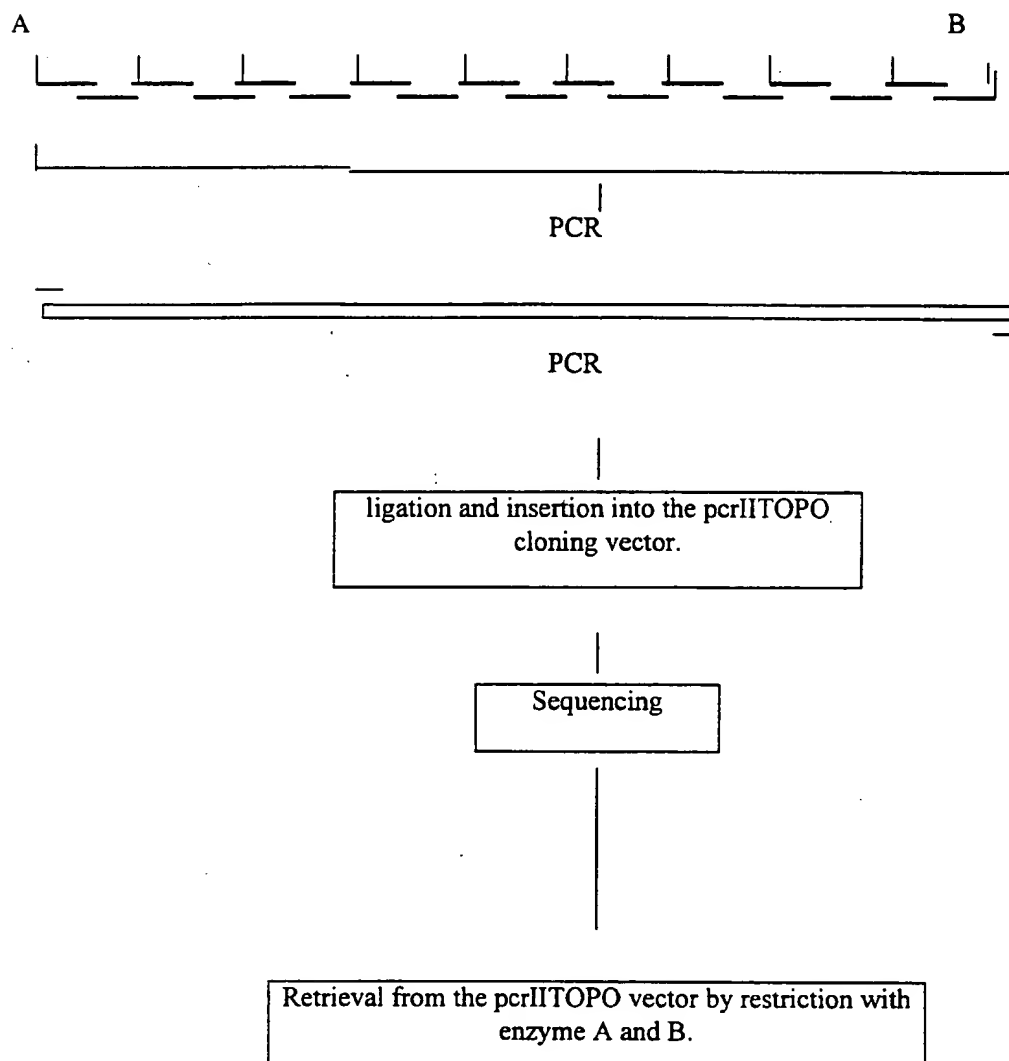 A B
PCR
PCR
ligation and insertion into the pcrIITOPO
cloning vector.
Sequencing
Retrieval from the pcrIITOPO vector by restriction with
enzyme A and B.